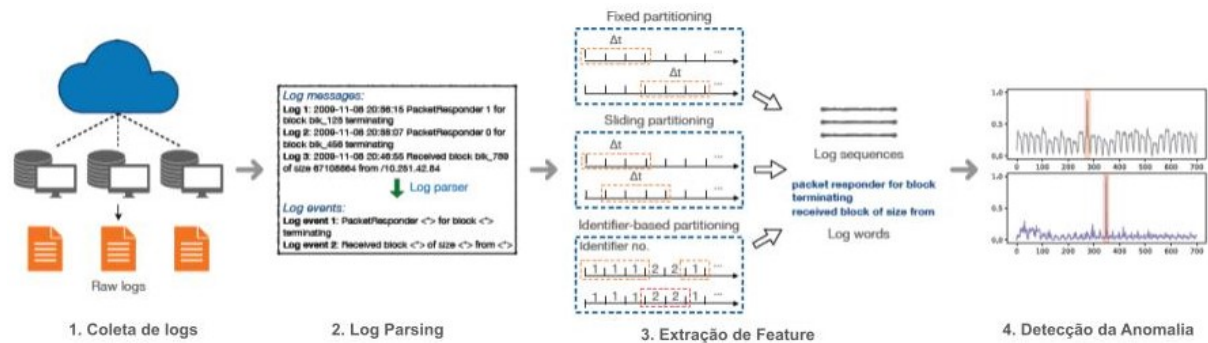 Raw logs
1. Coleta de logs
Log messages:
Log 1: 2009-11-08 20:56:15 PacketResponder 1 for
block blk_125 terminating
Log 2: 2009-11-08 20:58:07 PacketResponder 0 for
block blk_456 terminating
Log 3: 2009-11-08 20:46:55 Received block blk_789
of size 67108864 from /10.251.42.84
Log parser
Log events:
Log event 1: PacketResponder <*> for block <*>
terminating
Log event 2: Received block <*> of size <*> from <*>
2. Log Parsing
Fixed partitioning
Δt
...
Δt
...
Sliding partitioning
Δt
...
Δt
...
Identifier-based partitioning
Identifier no.
1 1 1 2 2 1 ...
1 1 1 2 2 1 ...
Log sequences
packet responder for block
terminating
received block of size from
Log words
3. Extração de Feature
1.0
0.5
0.0
0 100 200 300 400 500 600 700
1.0
0.5
0.0
0 100 200 300 400 500 600 700
4. Detecção da Anomalia